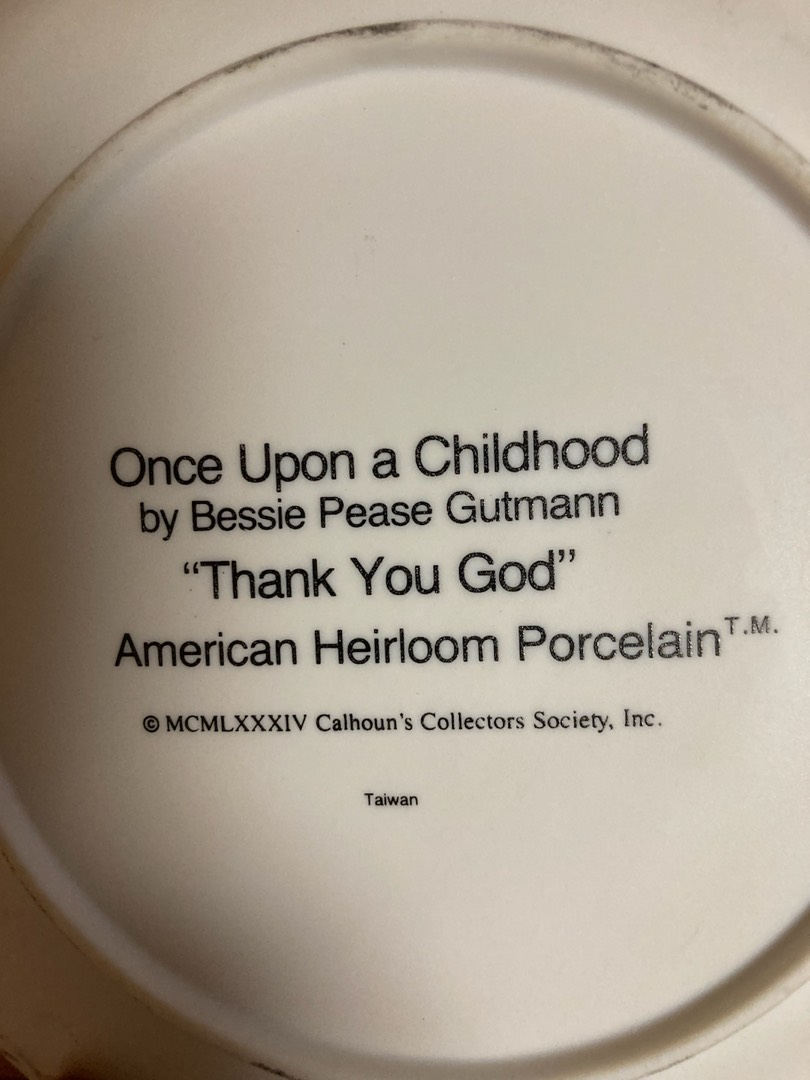 Once Upon a Childhood
by Bessie Pease Gutmann
“Thank You God”
American Heirloom Porcelain T.M.
© MCMLXXXIV Calhoun's Collectors Society, Inc.
Taiwan